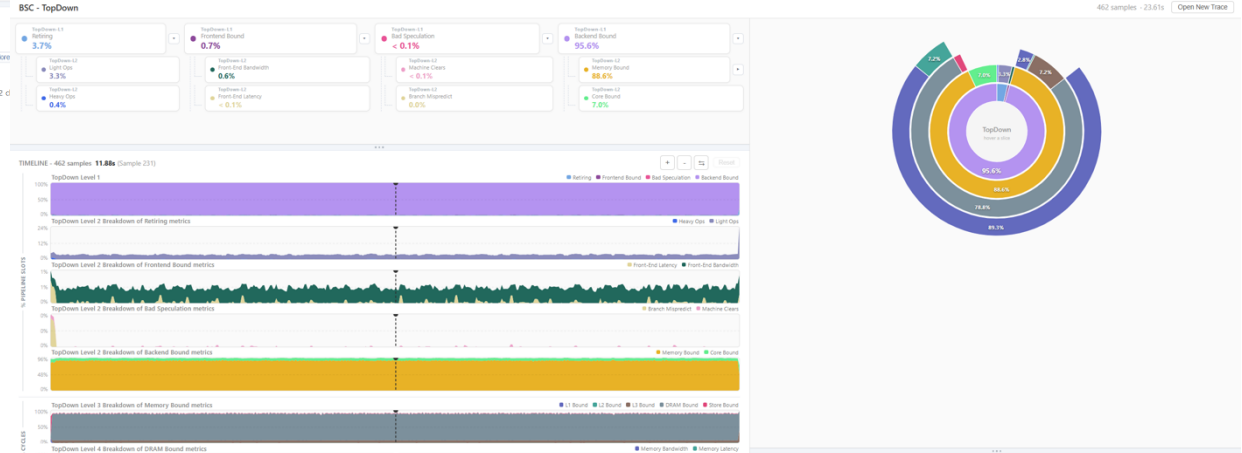 BSC - TopDown
462 samples - 23.61s
Open New Trace
TopDown-L1
Retiring
3.7%
TopDown-L1
Frontend Bound
0.7%
TopDown-L1
Bad Speculation
< 0.1%
TopDown-L1
Backend Bound
95.6%
TopDown-L2
Light Ops
3.3%
TopDown-L2
Front-End Bandwidth
0.6%
TopDown-L2
Machine Clears
< 0.1%
TopDown-L2
Memory Bound
88.6%
TopDown-L2
Heavy Ops
0.4%
TopDown-L2
Front-End Latency
< 0.1%
TopDown-L2
Branch Mispredict
0.0%
TopDown-L2
Core Bound
7.0%
TIMELINE - 462 samples 11.88s (Sample 231)
+ - Reset
TopDown Level 1
Retiring Frontend Bound Bad Speculation Backend Bound
100%
50%
0%
TopDown Level 2 Breakdown of Retiring metrics
Heavy Ops Light Ops
24%
12%
0%
TopDown Level 2 Breakdown of Frontend Bound metrics
Front-End Latency Front-End Bandwidth
1%
1%
0%
TopDown Level 2 Breakdown of Bad Speculation metrics
Branch Mispredict Machine Clears
0%
0%
0%
TopDown Level 2 Breakdown of Backend Bound metrics
Memory Bound Core Bound
40%
0%
% PIPELINE SLOTS
TopDown Level 3 Breakdown of Memory Bound metrics
L1 Bound L2 Bound L3 Bound DRAM Bound Store Bound
100%
50%
0%
CYCLES
TopDown Level 4 Breakdown of DRAM Bound metrics
Memory Bandwidth Memory Latency
7.2%
7.0%
3.3%
2.8%
7.2%
TopDown
95.6%
88.6%